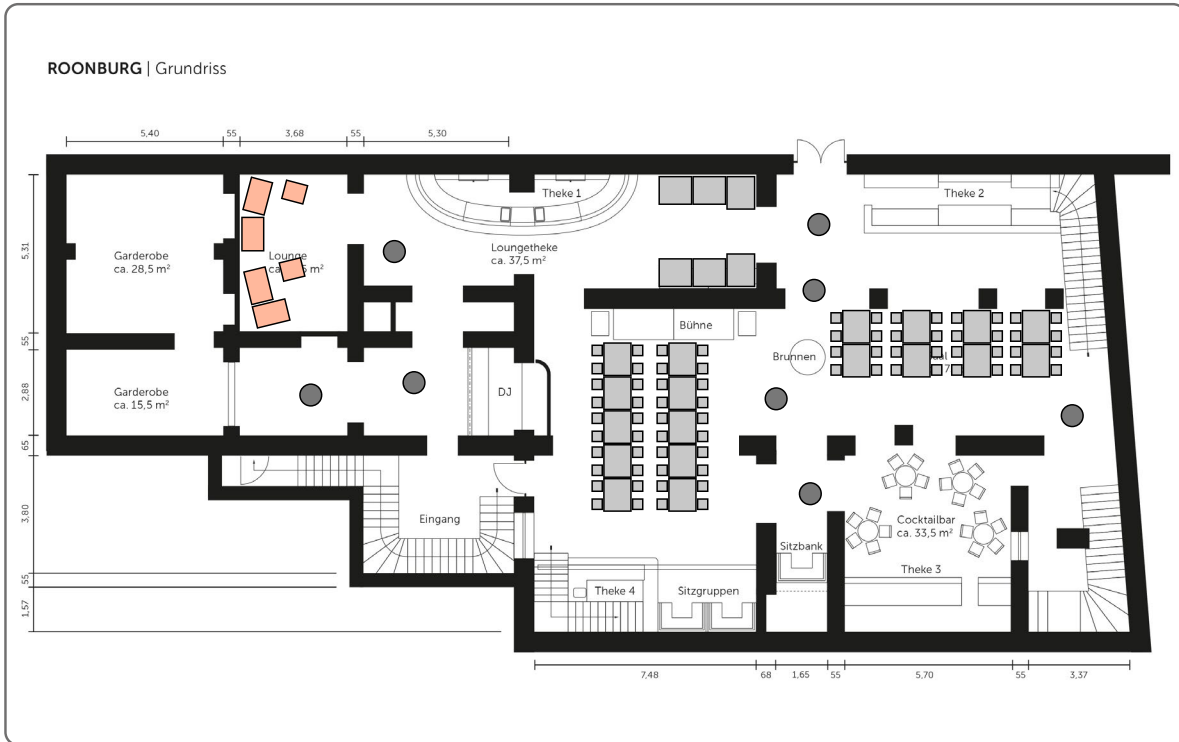 ROONBURG | Grundriss
5,40
55
3,68
55
5,30
Theke 1
Theke 2
5,31
Garderobe
ca. 28,5 m²
Lounge
Loungetheke
ca. 37,5 m²
55
Bühne
Brunnen
2,88
Garderobe
ca. 15,5 m²
DJ
65
3,80
Eingang
Cocktailbar
ca. 33,5 m²
Sitzbank
Theke 3
55
1,57
Theke 4
Sitzgruppen
7,48
68
1,65
55
5,70
55
3,37